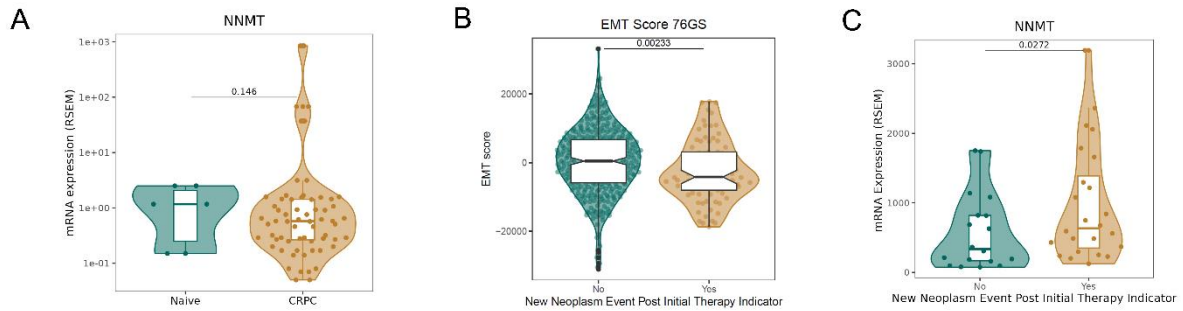 A
NNMT
mRNA expression (RSEM)
1e+03
1e+02
1e+01
1e+00
1e-01
0.146
Naive
CRPC
B
EMT Score 76GS
EMT score
20000
0
−20000
0.00233
No
Yes
New Neoplasm Event Post Initial Therapy Indicator
C
NNMT
mRNA Expression (RSEM)
3000
2000
1000
0
0.0272
No
Yes
New Neoplasm Event Post Initial Therapy Indicator